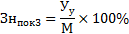 Зн_пок3 = У_у / М × 100%